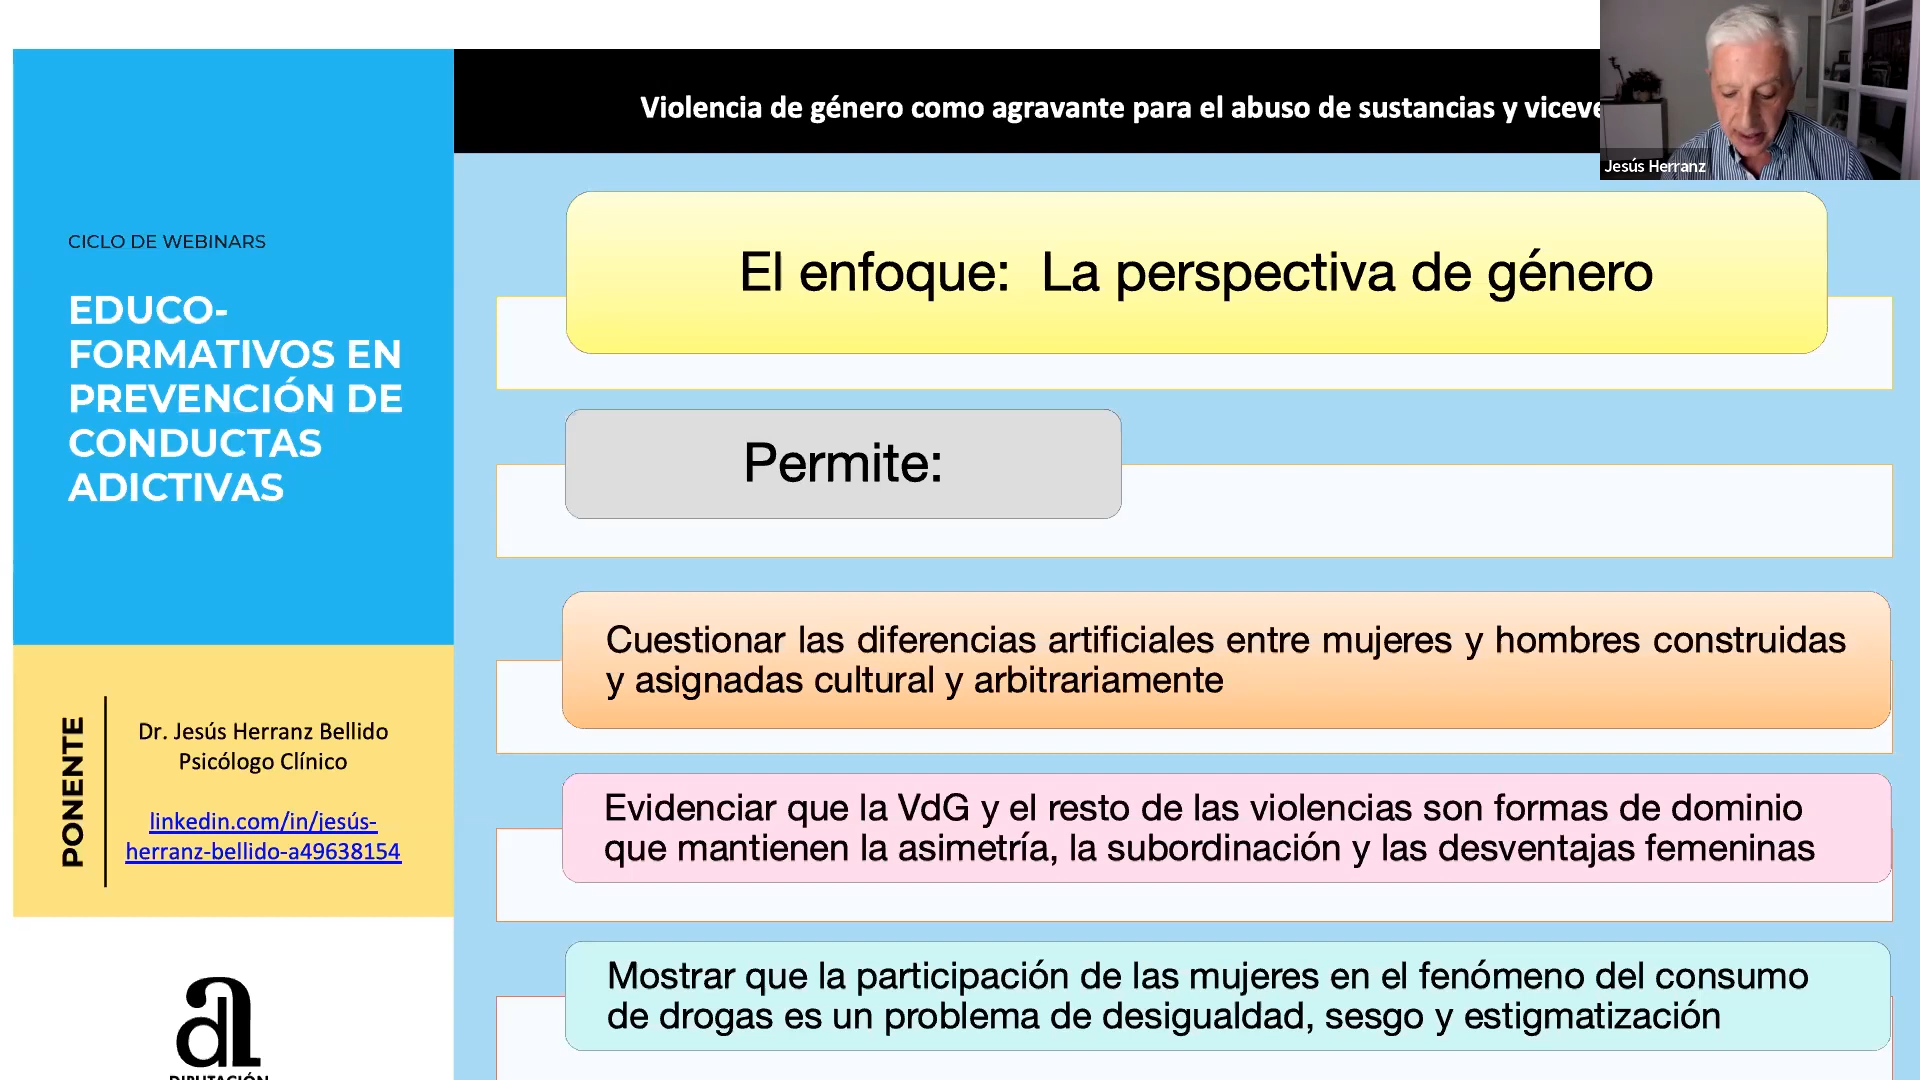 Violencia de género como agravante para el abuso de sustancias y
Jesús Herranz
CICLO DE WEBINARS
EDUCO-
FORMATIVOS EN
PREVENCIÓN DE
CONDUCTAS
ADICTIVAS
PONENTE
Dr. Jesús Herranz Bellido
Psicólogo Clínico
linkedin.com/in/jesús-
herranz-bellido-a49638154
El enfoque: La perspectiva de género
Permite:
Cuestionar las diferencias artificiales entre mujeres y hombres construidas
y asignadas cultural y arbitrariamente
Evidenciar que la VdG y el resto de las violencias son formas de dominio
que mantienen la asimetría, la subordinación y las desventajas femeninas
Mostrar que la participación de las mujeres en el fenómeno del consumo
de drogas es un problema de desigualdad, sesgo y estigmatización
DIPUTACIÓN